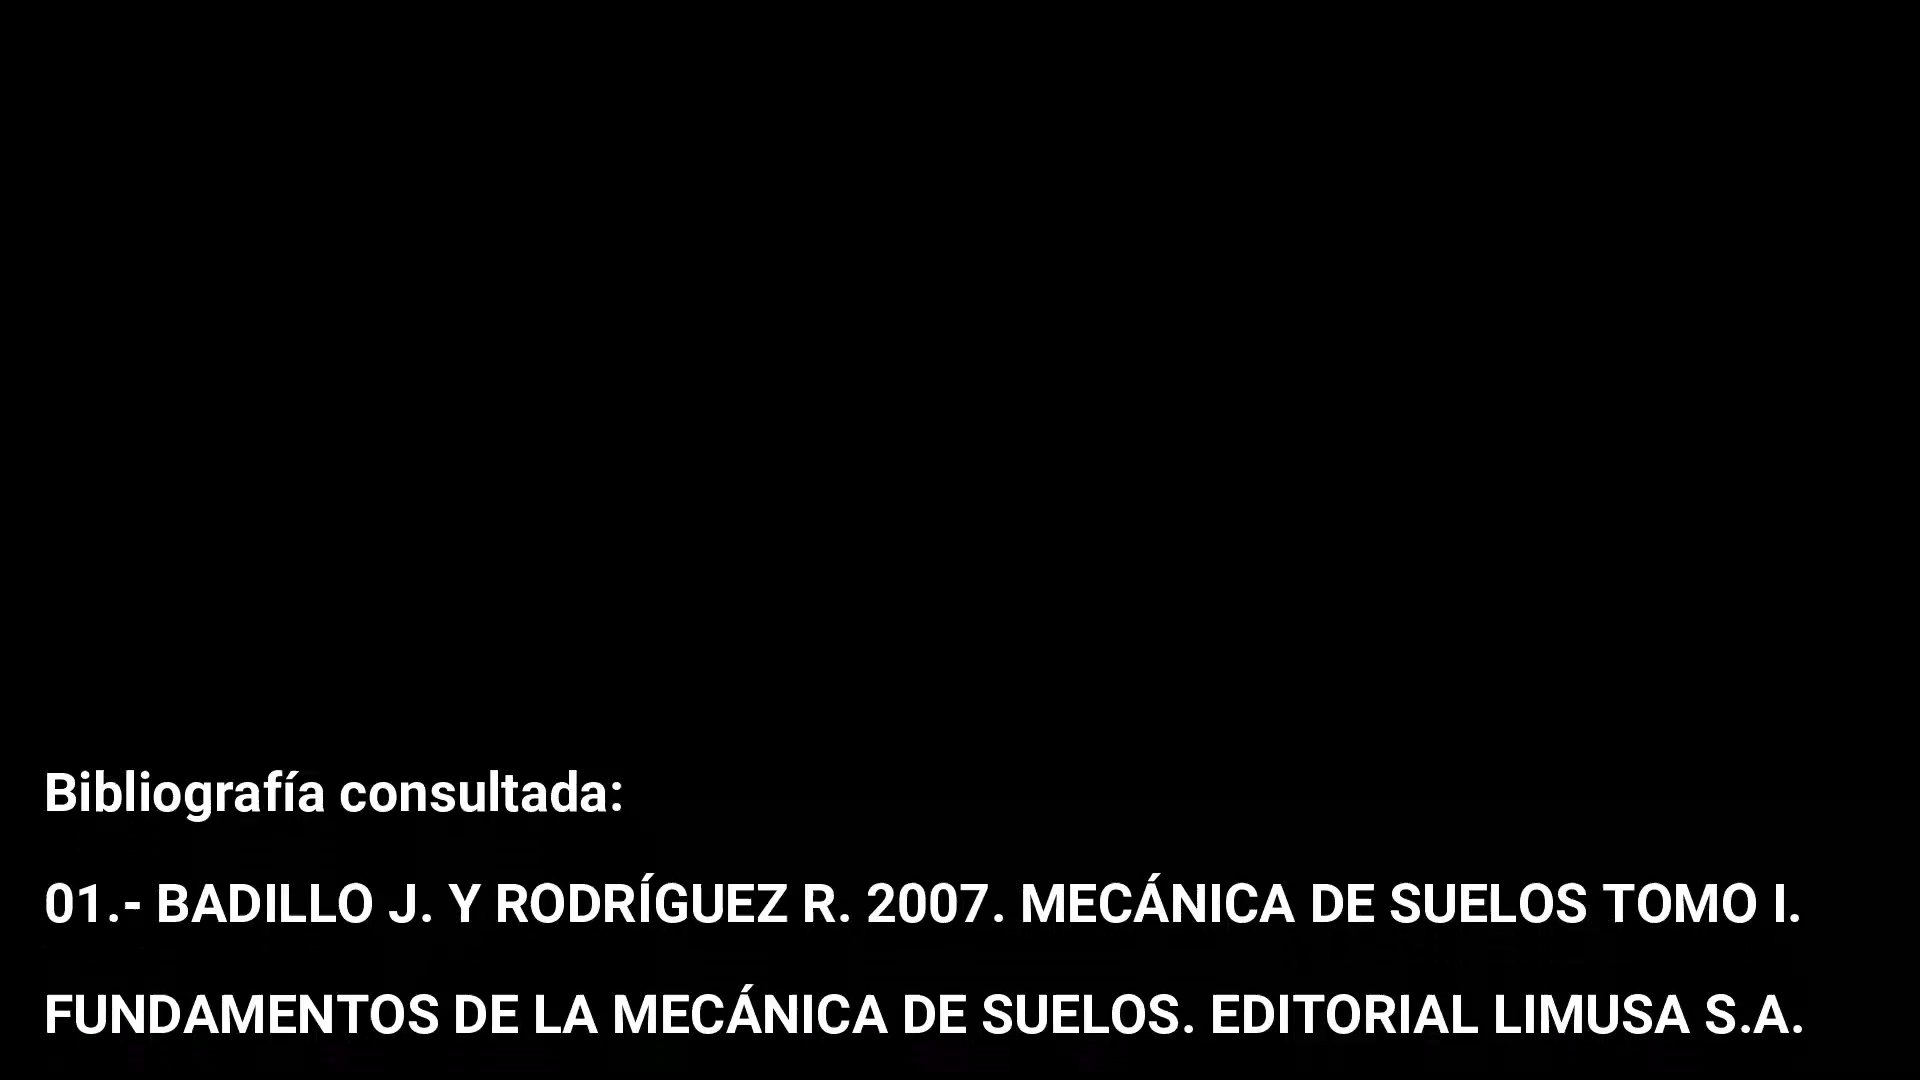 Bibliografía consultada:
01.- BADILLO J. Y RODRÍGUEZ R. 2007. MECÁNICA DE SUELOS TOMO I.
FUNDAMENTOS DE LA MECÁNICA DE SUELOS. EDITORIAL LIMUSA S.A.